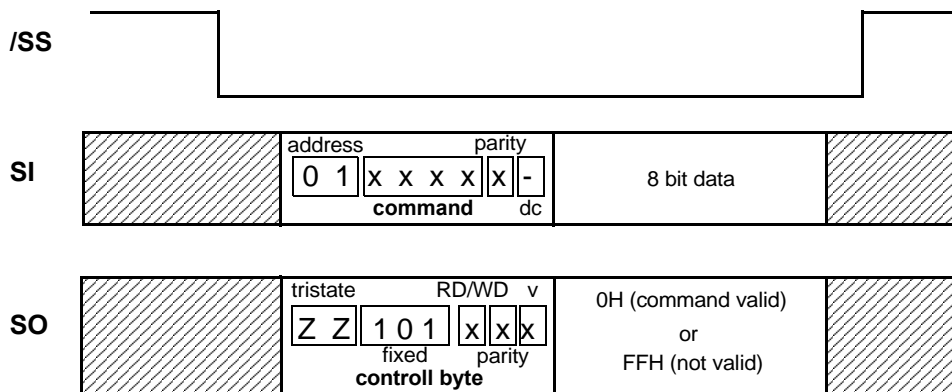 /SS
SI
address parity
0 1 x x x x x -
command dc
8 bit data
SO
tristate RD/WD v
Z Z 1 0 1 x x x
fixed parity
controll byte
0H (command valid)
or
FFH (not valid)